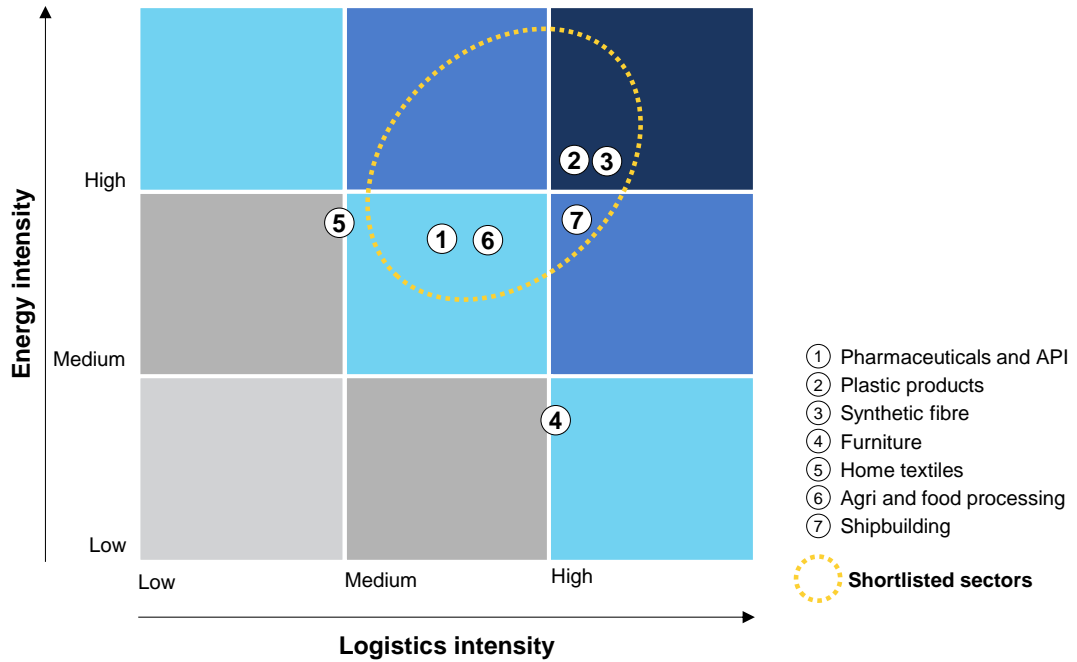 Energy intensity
High
Medium
Low
2 3
5
1 6
7
4
Low Medium High
Logistics intensity
1 Pharmaceuticals and API
2 Plastic products
3 Synthetic fibre
4 Furniture
5 Home textiles
6 Agri and food processing
7 Shipbuilding
Shortlisted sectors